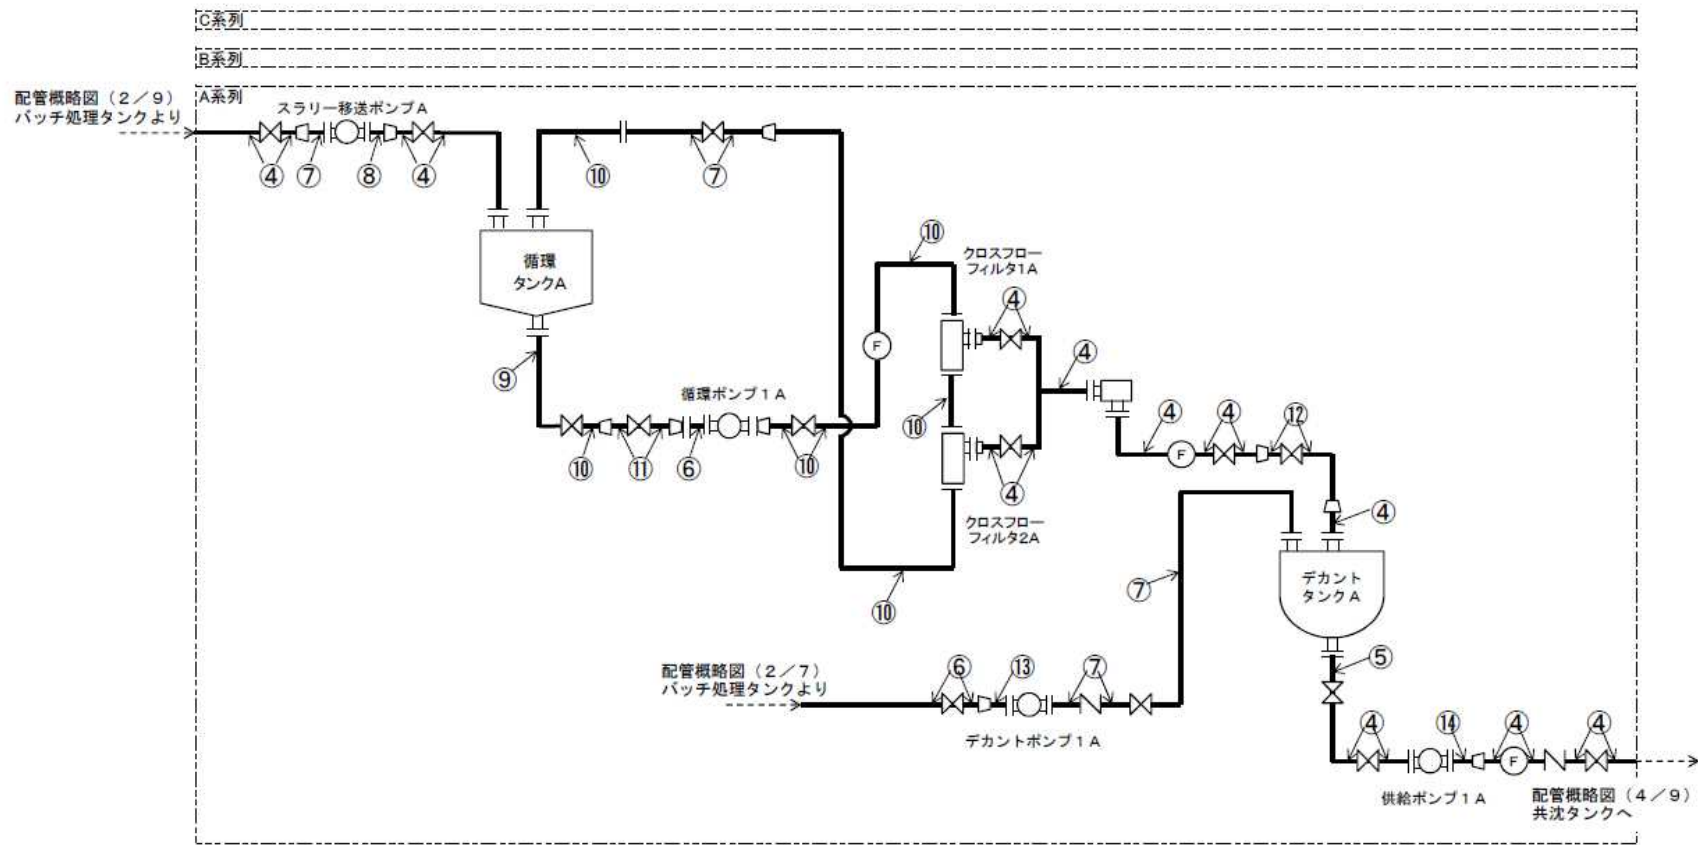 C系列
B系列
A系列
配管概略図（２／９）
バッチ処理タンクより
スラリー移送ポンプA
④
⑦
⑧
④
⑩
⑦
循環
タンクA
⑨
⑩
クロスフロー
フィルタ1A
④
F
④
循環ポンプ１A
⑩
⑩
⑪
⑥
⑩
④
クロスフロー
フィルタ2A
④
F
④
⑫
④
⑩
⑦
デカント
タンクA
⑤
配管概略図（２／７）
バッチ処理タンクより
⑥
⑬
⑦
デカントポンプ１A
④
⑭
④
F
④
供給ポンプ１A
配管概略図（４／９）
共沈タンクへ